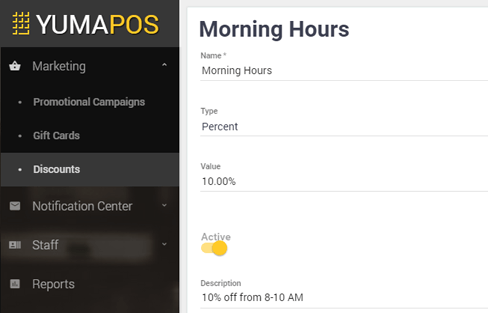 YUMAPOS
Marketing
Promotional Campaigns
Gift Cards
Discounts
Notification Center
Staff
Reports
Morning Hours
Name *
Morning Hours
Type
Percent
Value
10.00%
Active
Description
10% off from 8-10 AM